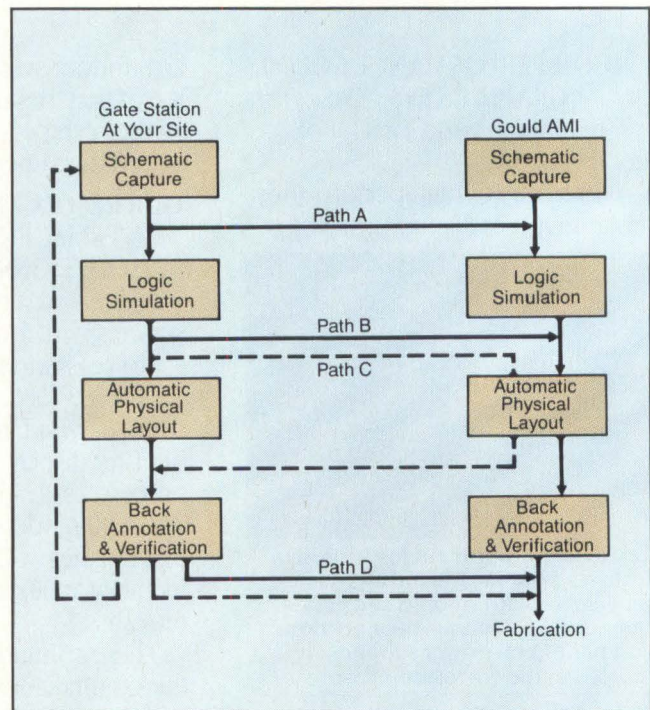 Gate Station
At Your Site
Gould AMI
Schematic
Capture
Schematic
Capture
Path A
Logic
Simulation
Logic
Simulation
Path B
Path C
Automatic
Physical
Layout
Automatic
Physical
Layout
Back
Annotation
& Verification
Back
Annotation
& Verification
Path D
Fabrication